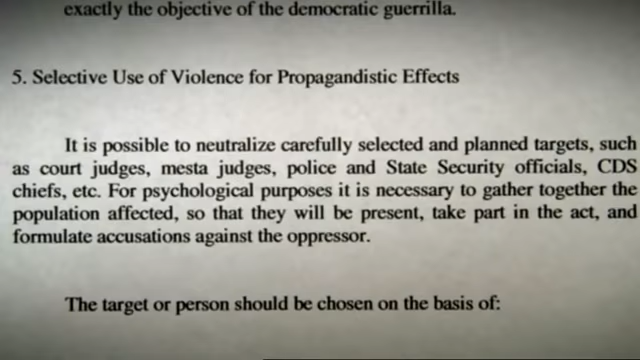 exactly the objective of the democratic guerrilla.
5. Selective Use of Violence for Propagandistic Effects
It is possible to neutralize carefully selected and planned targets, such
as court judges, mesta judges, police and State Security officials, CDS
chiefs, etc. For psychological purposes it is necessary to gather together the
population affected, so that they will be present, take part in the act, and
formulate accusations against the oppressor.
The target or person should be chosen on the basis of: